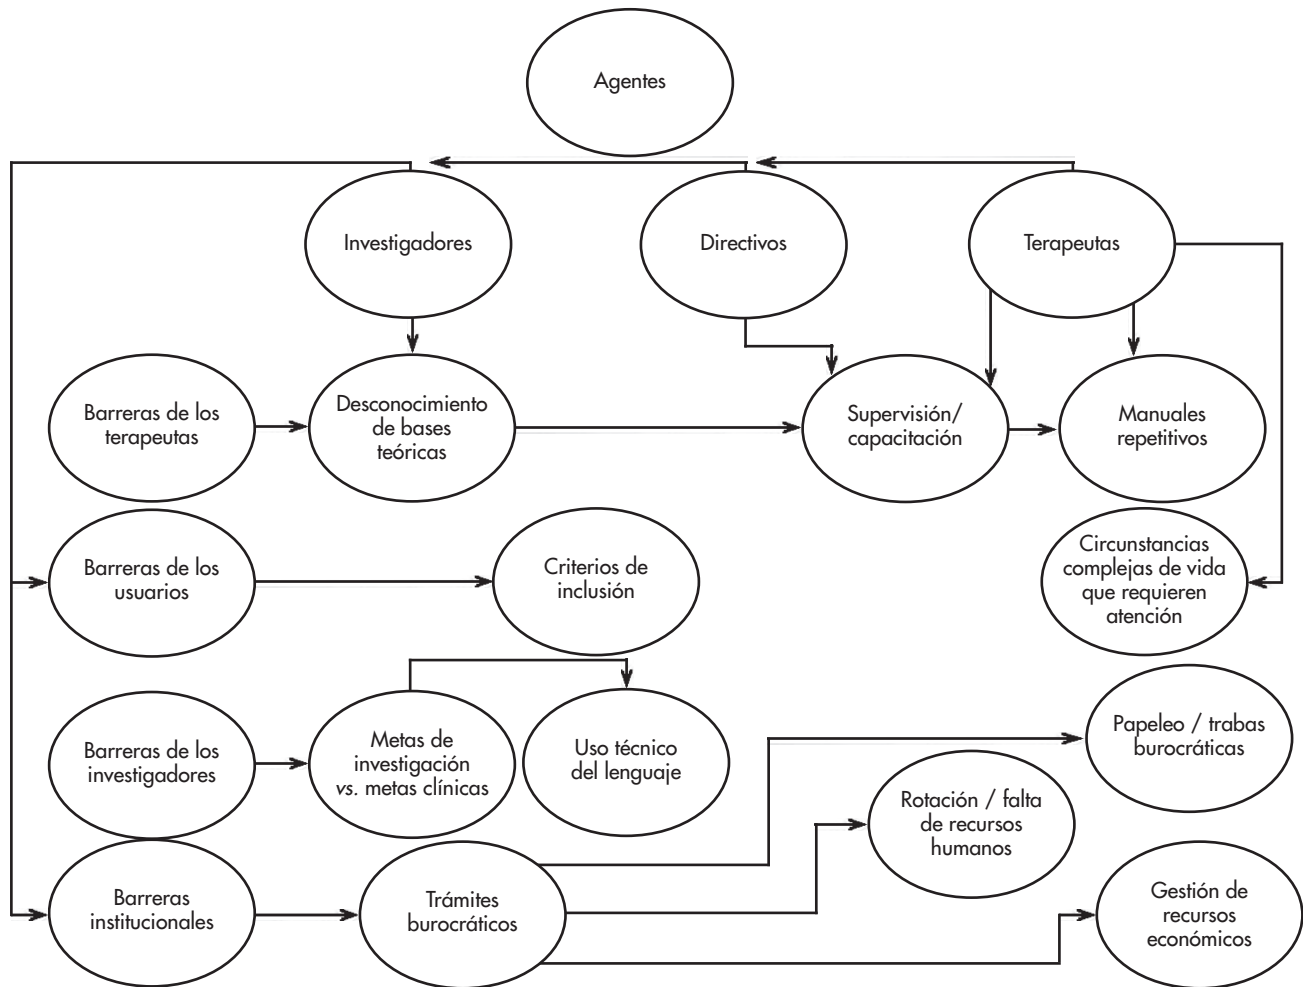 Agentes
Investigadores
Directivos
Terapeutas
Barreras de los
terapeutas
Desconocimiento
de bases
teóricas
Supervisión/
capacitación
Manuales
repetitivos
Barreras de los
usuarios
Criterios de
inclusión
Circunstancias
complejas de vida
que requieren
atención
Barreras de los
investigadores
Metas de
investigación
vs. metas clínicas
Uso técnico
del lenguaje
Papeleo / trabas
burocráticas
Rotación / falta
de recursos
humanos
Barreras
institucionales
Trámites
burocráticos
Gestión de
recursos
económicos